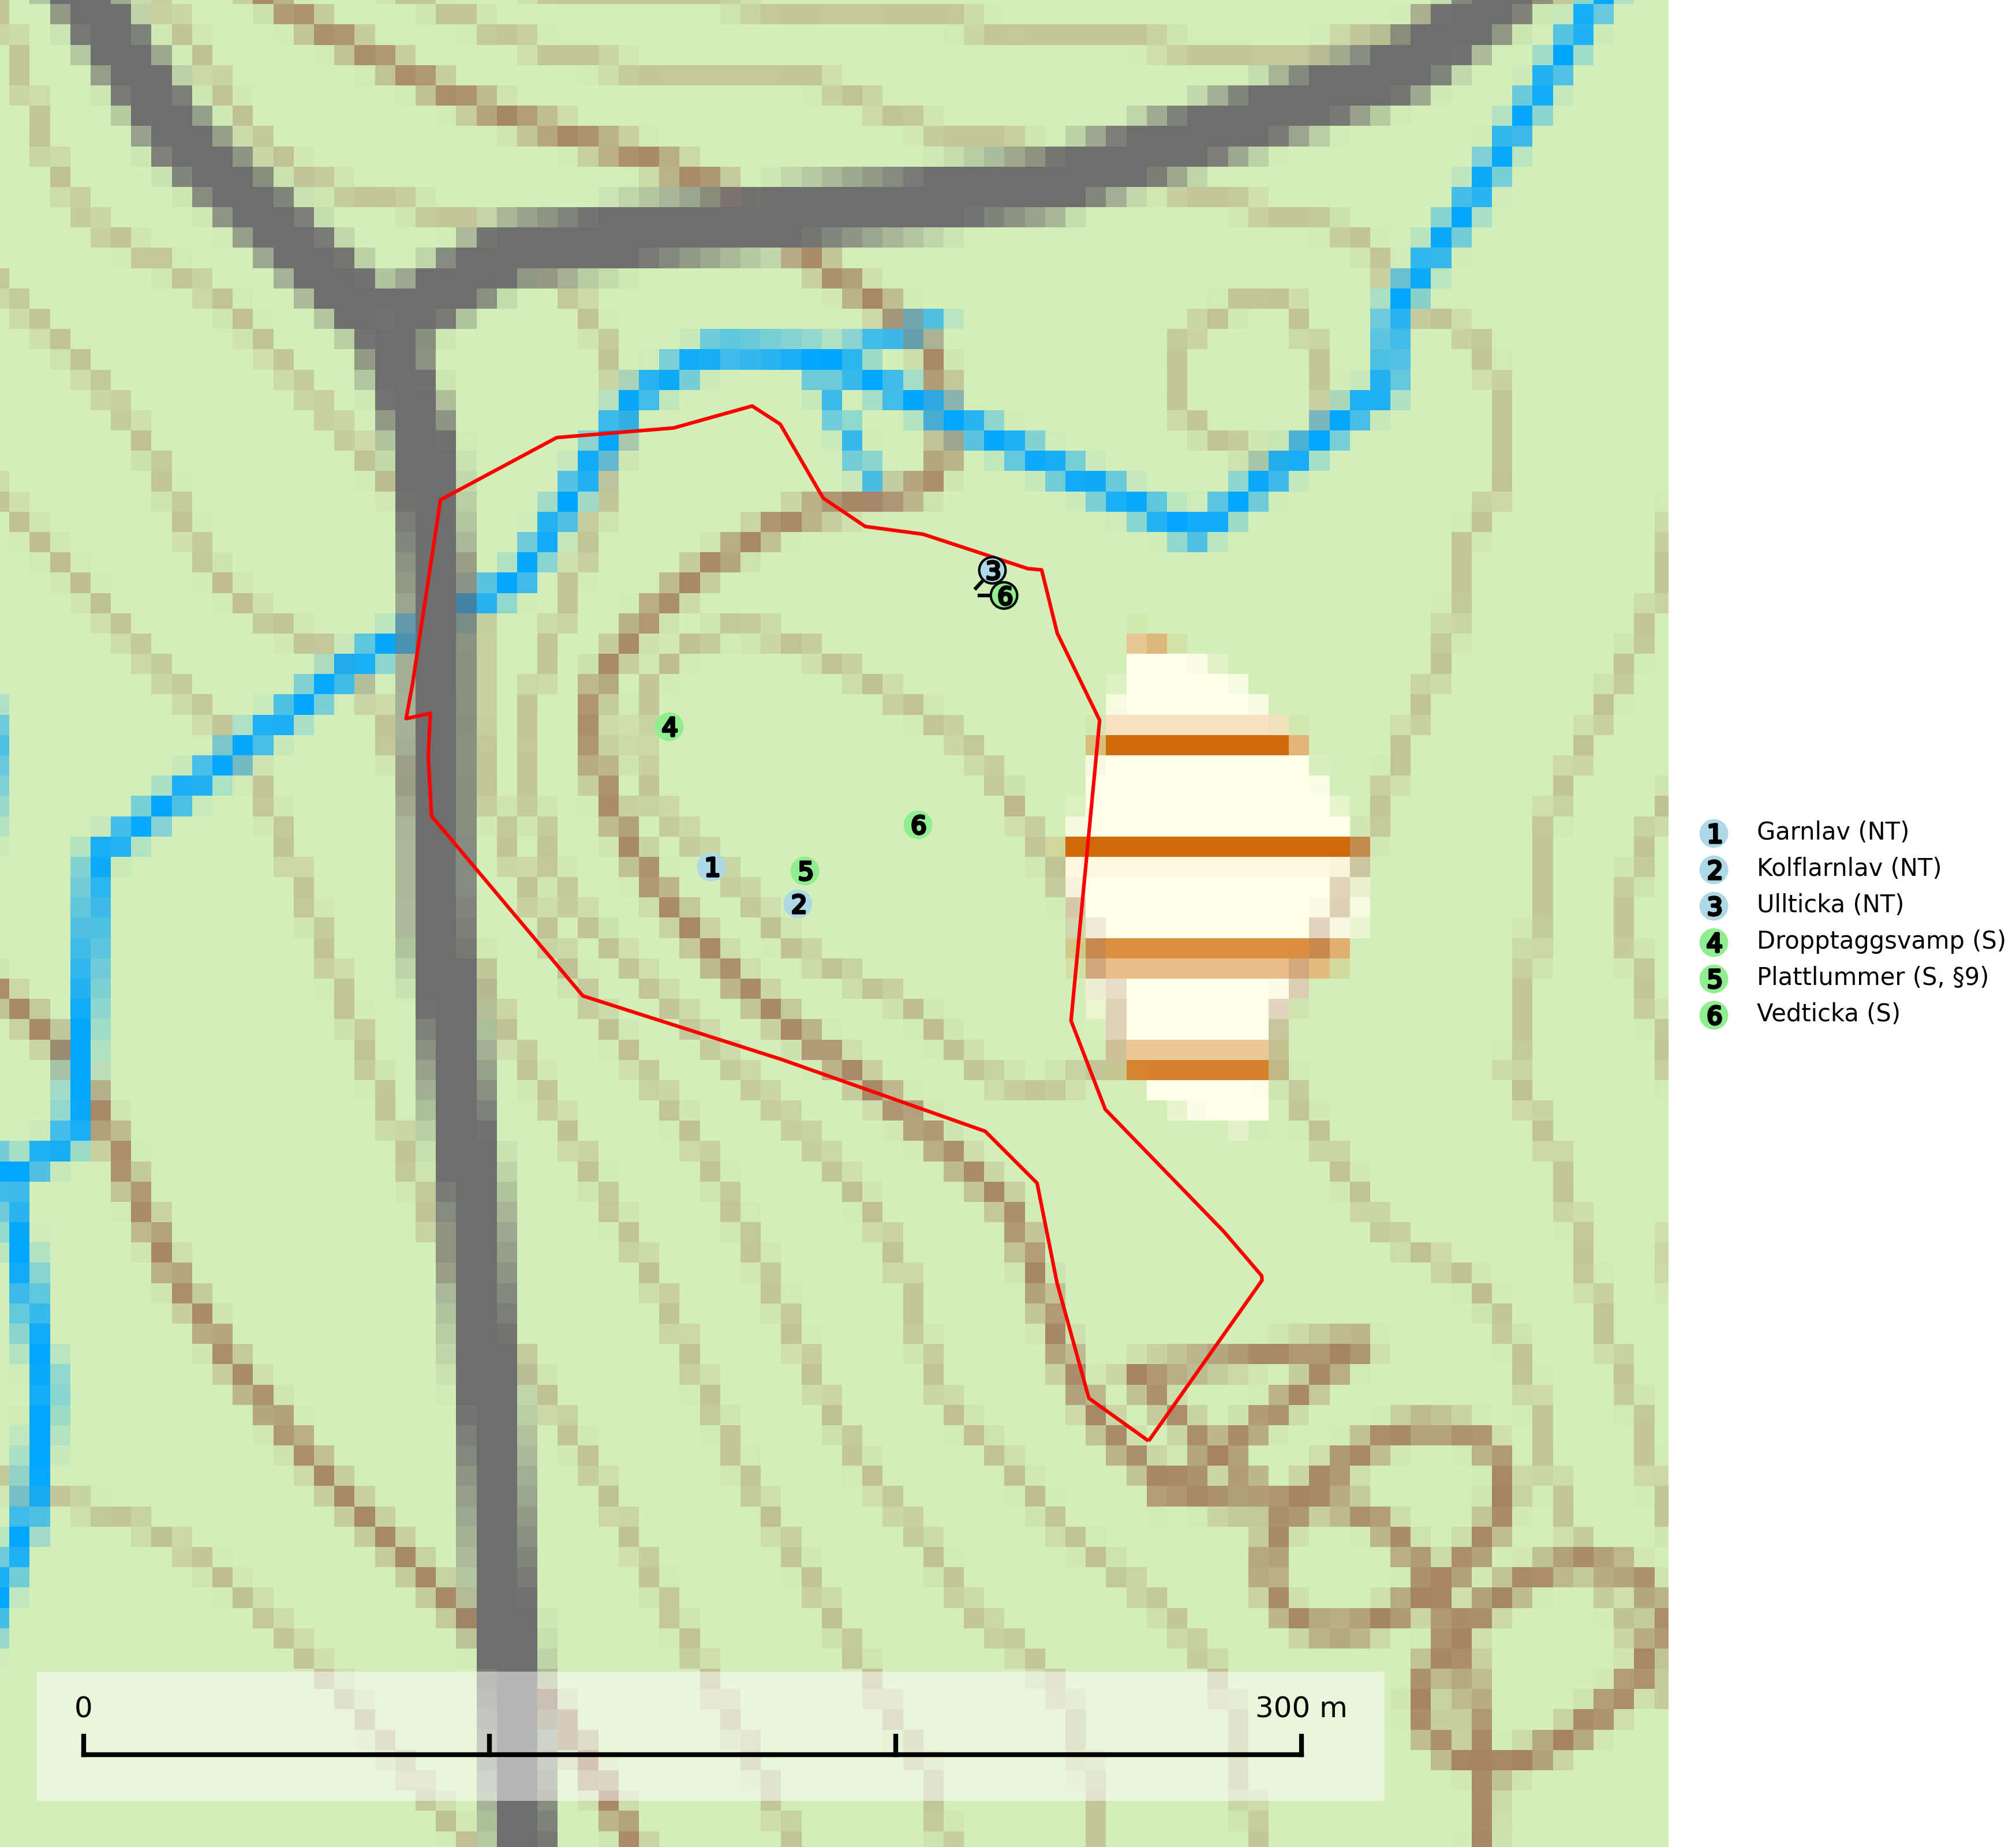 3
6
4
6
1
5
2
1 Garnlav (NT)
2 Kolflarnlav (NT)
3 Ullticka (NT)
4 Dropptaggsvamp (S)
5 Plattlummer (S, §9)
6 Vedticka (S)
0 300 m